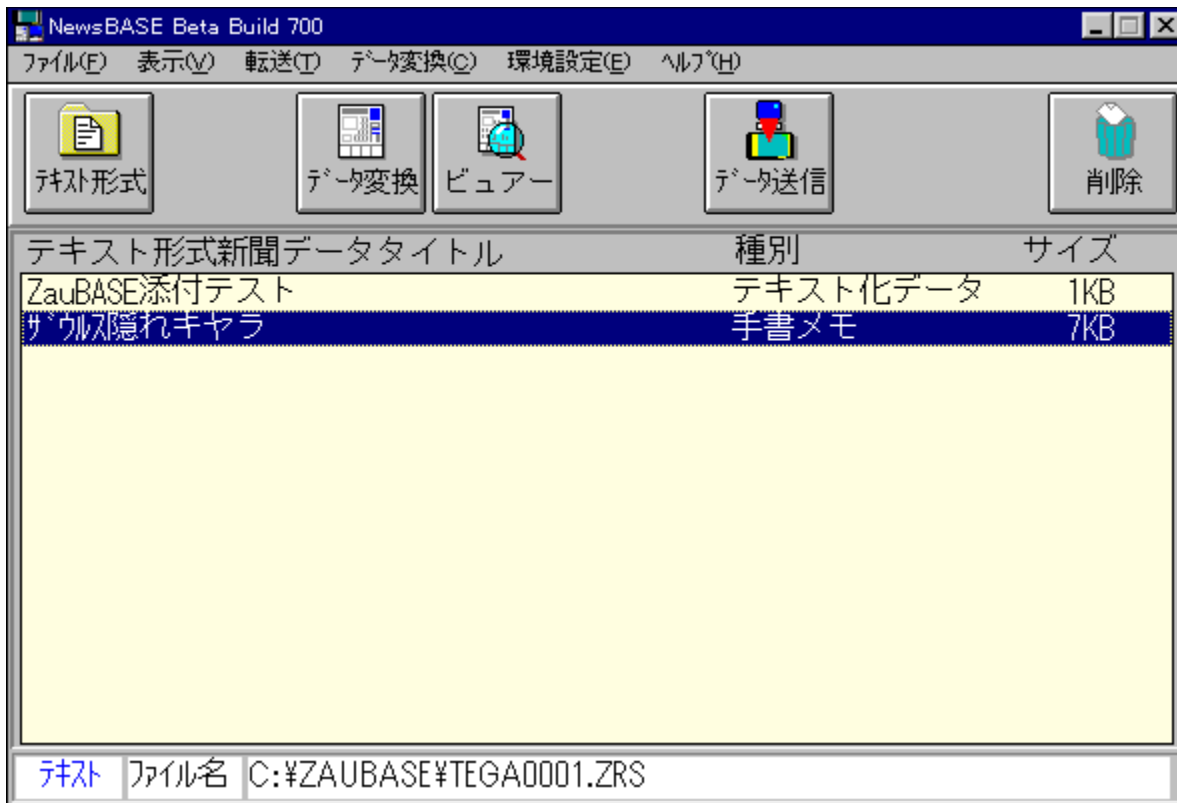 NewsBASE Beta Build 700
ﾌｧｲﾙ(F) 表示(V) 転送(T) ﾃﾞｰﾀ変換(C) 環境設定(E) ﾍﾙﾌﾟ(H)
ﾃｷｽﾄ形式 ﾃﾞｰﾀ変換 ビュアー ﾃﾞｰﾀ送信 削除
テキスト形式新聞データタイトル 種別 サイズ
ZauBASE添付テスト テキスト化データ 1KB
ｻﾞｳﾙｽ隠れキャラ 手書メモ 7KB
ﾃｷｽﾄ ﾌｧｲﾙ名 C:¥ZAUBASE¥TEGA0001.ZRS